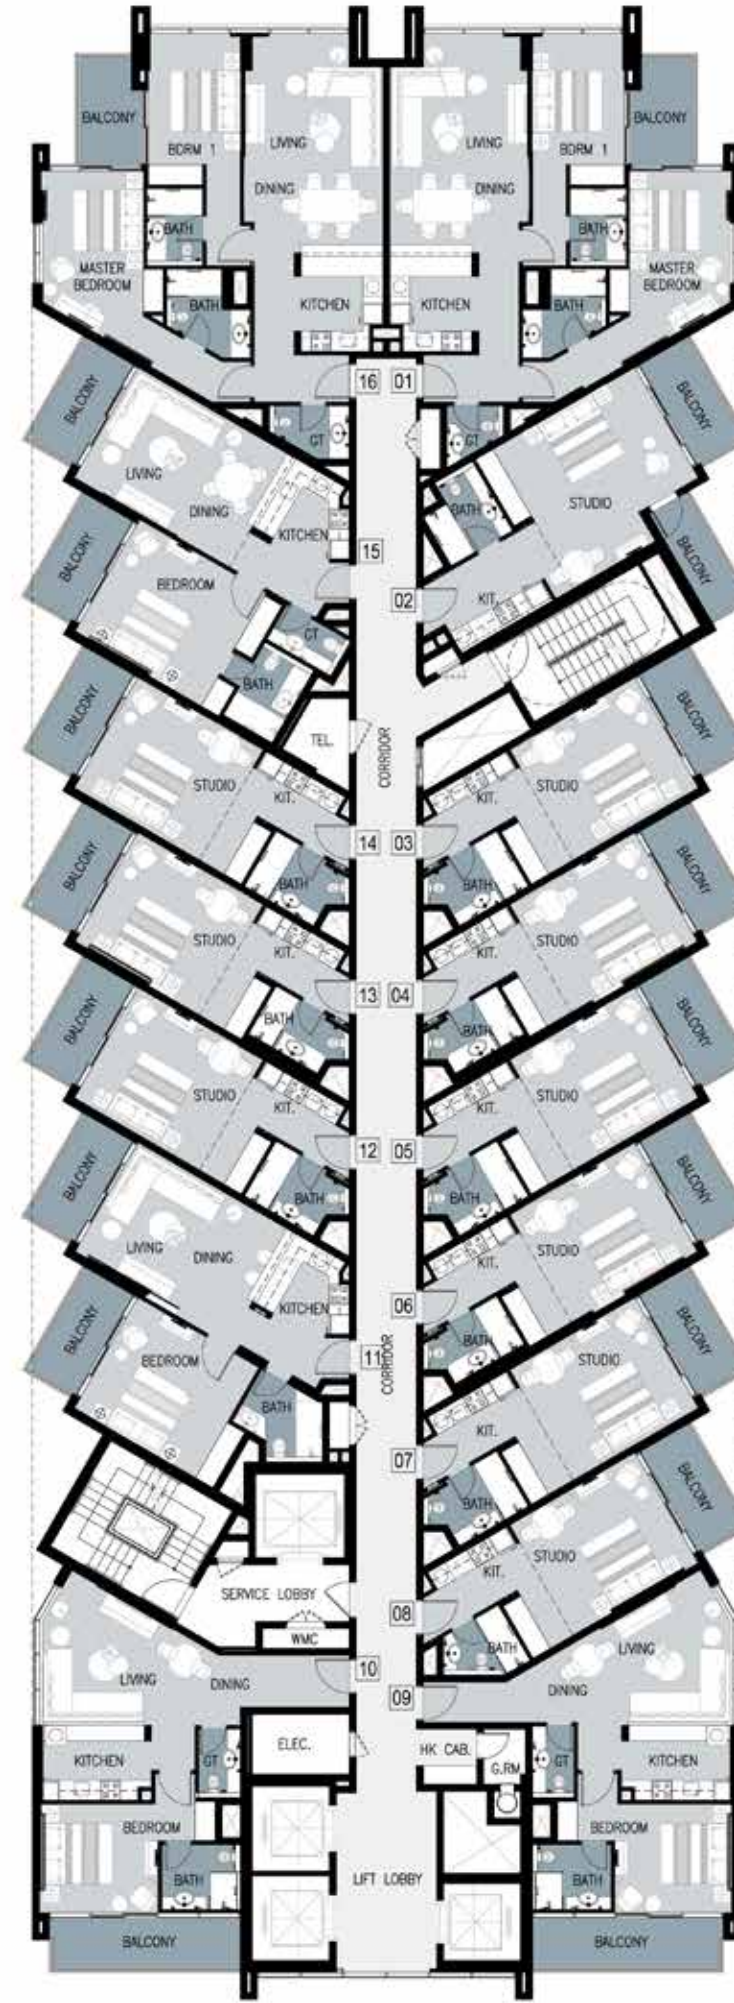 BALCONY
BDRM 1
LIVING
DINING
LIVING
DINING
BDRM 1
BALCONY
BATH
BATH
MASTER
BEDROOM
MASTER
BEDROOM
BATH
KITCHEN
KITCHEN
BATH
16
01
BALCONY
GT
GT
BALCONY
LIVING
DINING
KITCHEN
BATH
STUDIO
15
BALCONY
BEDROOM
02
KIT.
BALCONY
GT
BATH
TEL.
CORRIDOR
BALCONY
BALCONY
STUDIO
KIT.
KIT.
STUDIO
14
03
BATH
BATH
BALCONY
BALCONY
STUDIO
KIT.
KIT.
STUDIO
13
04
BATH
BATH
BALCONY
BALCONY
STUDIO
KIT.
KIT.
STUDIO
12
05
BATH
BATH
BALCONY
BALCONY
LIVING
DINING
KIT.
STUDIO
KITCHEN
06
BALCONY
BALCONY
BEDROOM
11
CORRIDOR
BATH
STUDIO
BATH
KIT.
07
BATH
BALCONY
STUDIO
KIT.
SERVICE LOBBY
08
WMC
BATH
LIVING
DINING
10
09
DINING
LIVING
KITCHEN
GT
ELEC.
HK CAB.
G.RM
GT
KITCHEN
BEDROOM
BEDROOM
BATH
LIFT LOBBY
BATH
BALCONY
BALCONY